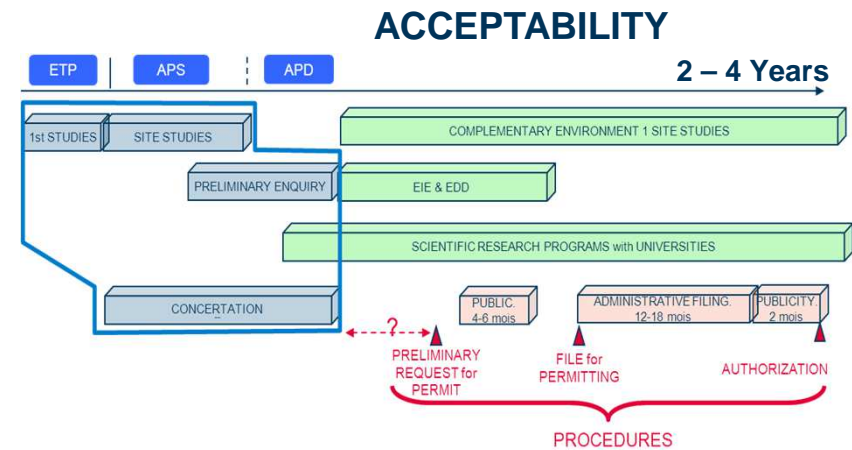 ACCEPTABILITY
ETP
APS
APD
2 – 4 Years
1st STUDIES
SITE STUDIES
COMPLEMENTARY ENVIRONMENT 1 SITE STUDIES
PRELIMINARY ENQUIRY
EIE & EDD
SCIENTIFIC RESEARCH PROGRAMS with UNIVERSITIES
CONCERTATION
?
PUBLIC.
4-6 mois
ADMINISTRATIVE FILING.
12-18 mois
PUBLICITY.
2 mois
PRELIMINARY
REQUEST for
PERMIT
FILE for
PERMITTING
AUTHORIZATION
PROCEDURES